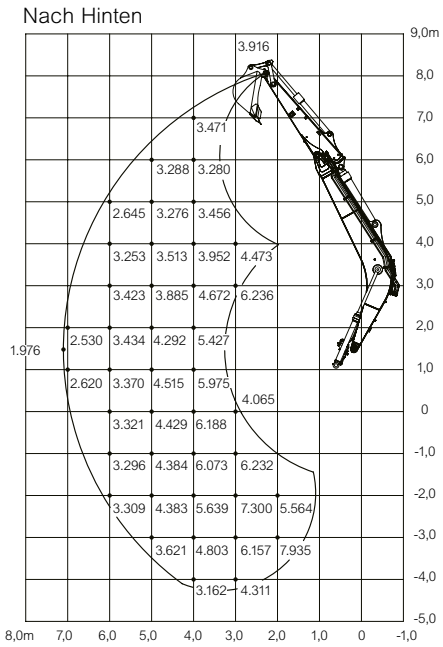 Nach Hinten
9,0m
3.916
8,0
7,0
3.471
6,0
3.288 3.280
5,0
2.645 3.276 3.456
4,0
3.253 3.513 3.952 4.473
3,0
3.423 3.885 4.672 6.236
2,0
2.530 3.434 4.292 5.427
1.976
1,0
2.620 3.370 4.515 5.975
4.065
0
3.321 4.429 6.188
-1,0
3.296 4.384 6.073 6.232
-2,0
3.309 4.383 5.639 7.300 5.564
-3,0
3.621 4.803 6.157 7.935
-4,0
3.162 4.311
-5,0
8,0m 7,0 6,0 5,0 4,0 3,0 2,0 1,0 0 -1,0